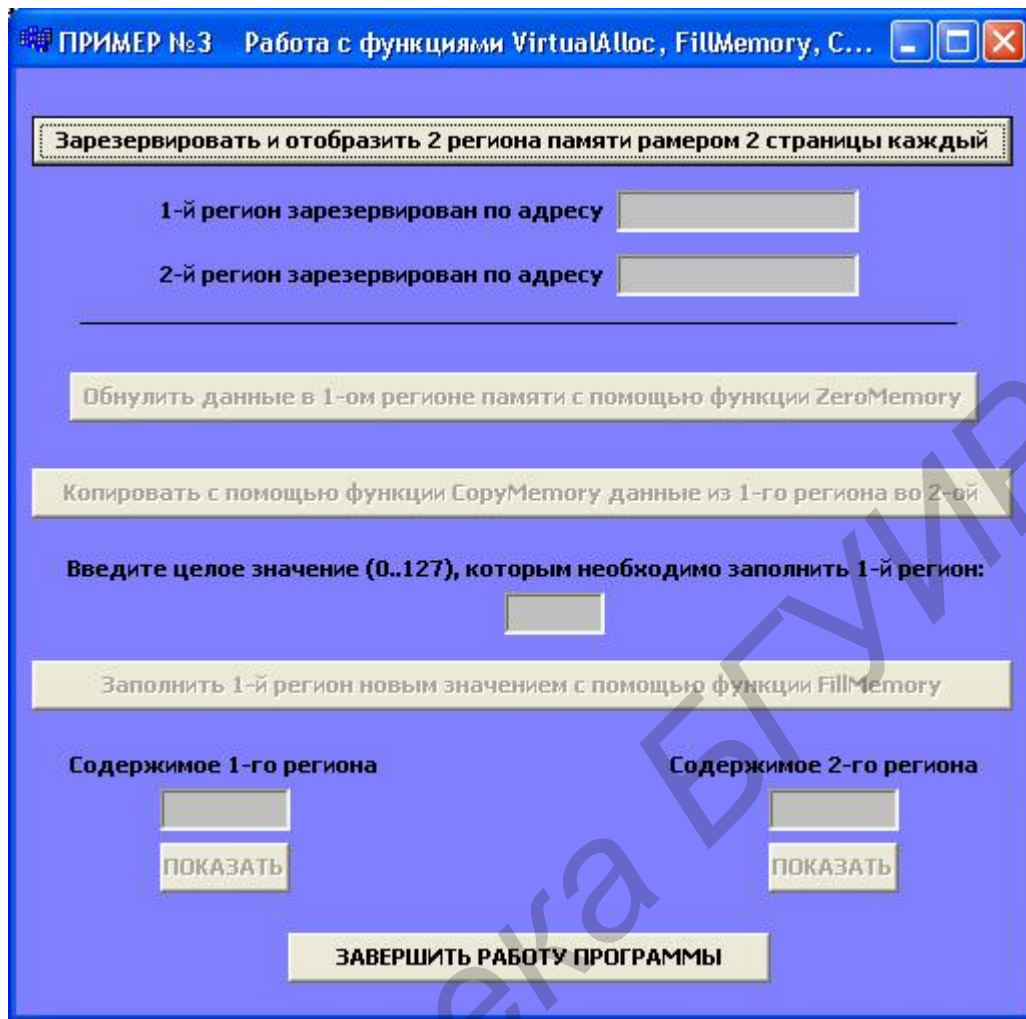 ПРИМЕР №3 Работа с функциями VirtualAlloc, FillMemory, C...
Зарезервировать и отобразить 2 региона памяти рамером 2 страницы каждый
1-й регион зарезервирован по адресу
2-й регион зарезервирован по адресу
Обнулить данные в 1-ом регионе памяти с помощью функции ZeroMemory
Копировать с помощью функции CopyMemory данные из 1-го региона во 2-ой
Введите целое значение (0..127), которым необходимо заполнить 1-й регион:
Заполнить 1-й регион новым значением с помощью функции FillMemory
Содержимое 1-го региона
Содержимое 2-го региона
ПОКАЗАТЬ
ПОКАЗАТЬ
ЗАВЕРШИТЬ РАБОТУ ПРОГРАММЫ
ека БГУИР